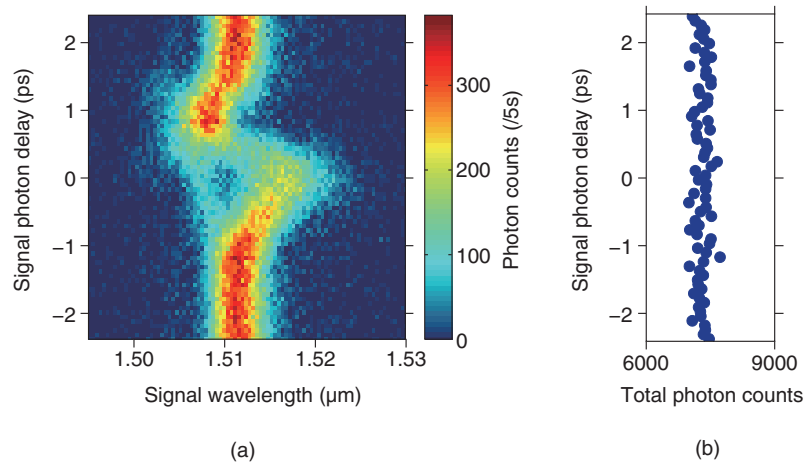 2
1
0
−1
−2
Signal photon delay (ps)
1.50
1.51
1.52
1.53
Signal wavelength (µm)
300
200
100
0
Photon counts (/5s)
(a)
2
1
0
−1
−2
Signal photon delay (ps)
6000
9000
Total photon counts
(b)